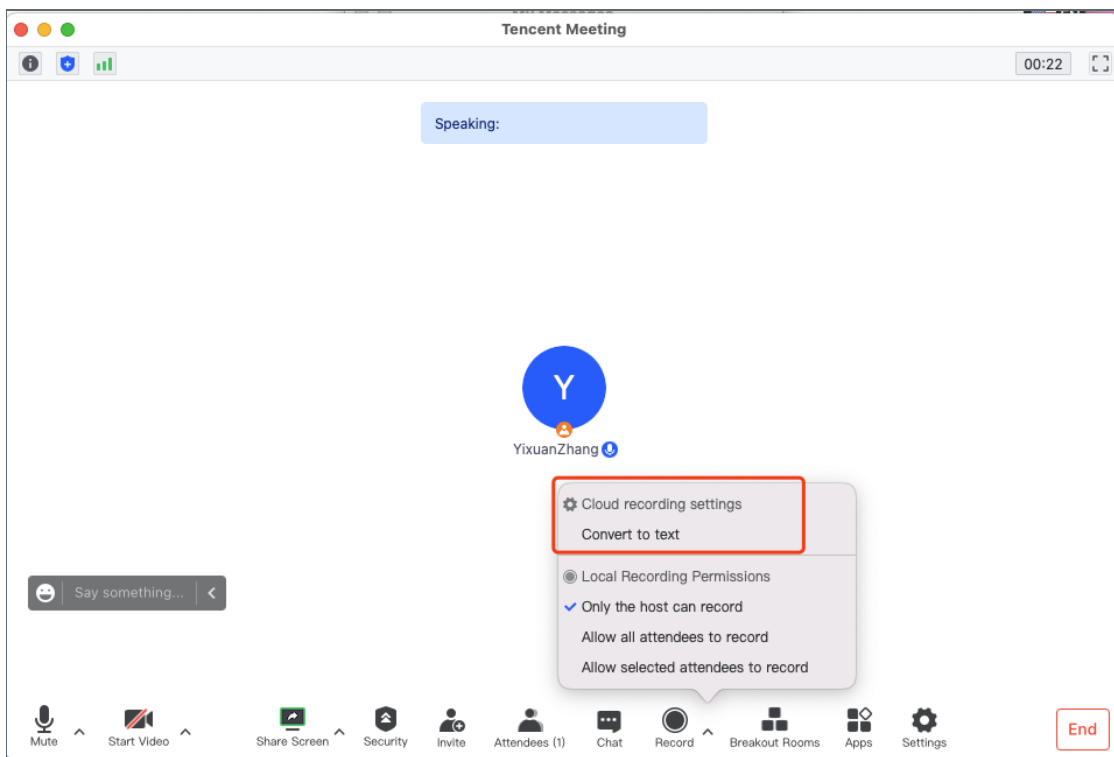 Tencent Meeting
00:22
Speaking:
Y
YixuanZhang
Cloud recording settings
Convert to text
Local Recording Permissions
Only the host can record
Allow all attendees to record
Allow selected attendees to record
Say something...
Mute
Start Video
Share Screen
Security
Invite
Attendees (1)
Chat
Record
Breakout Rooms
Apps
Settings
End